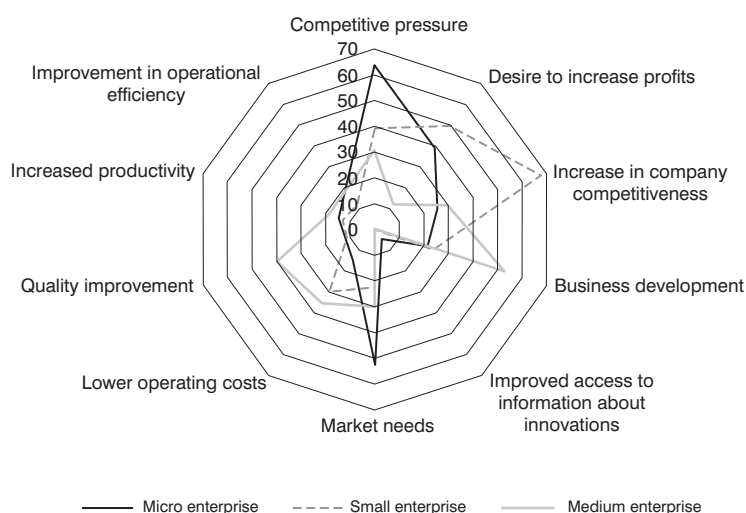 Competitive pressure
70
60
50
40
30
20
10
0
Desire to increase profits
Increase in company
competitiveness
Business development
Improved access to
information about
innovations
Market needs
Lower operating costs
Quality improvement
Increased productivity
Improvement in operational
efficiency
Micro enterprise
Small enterprise
Medium enterprise